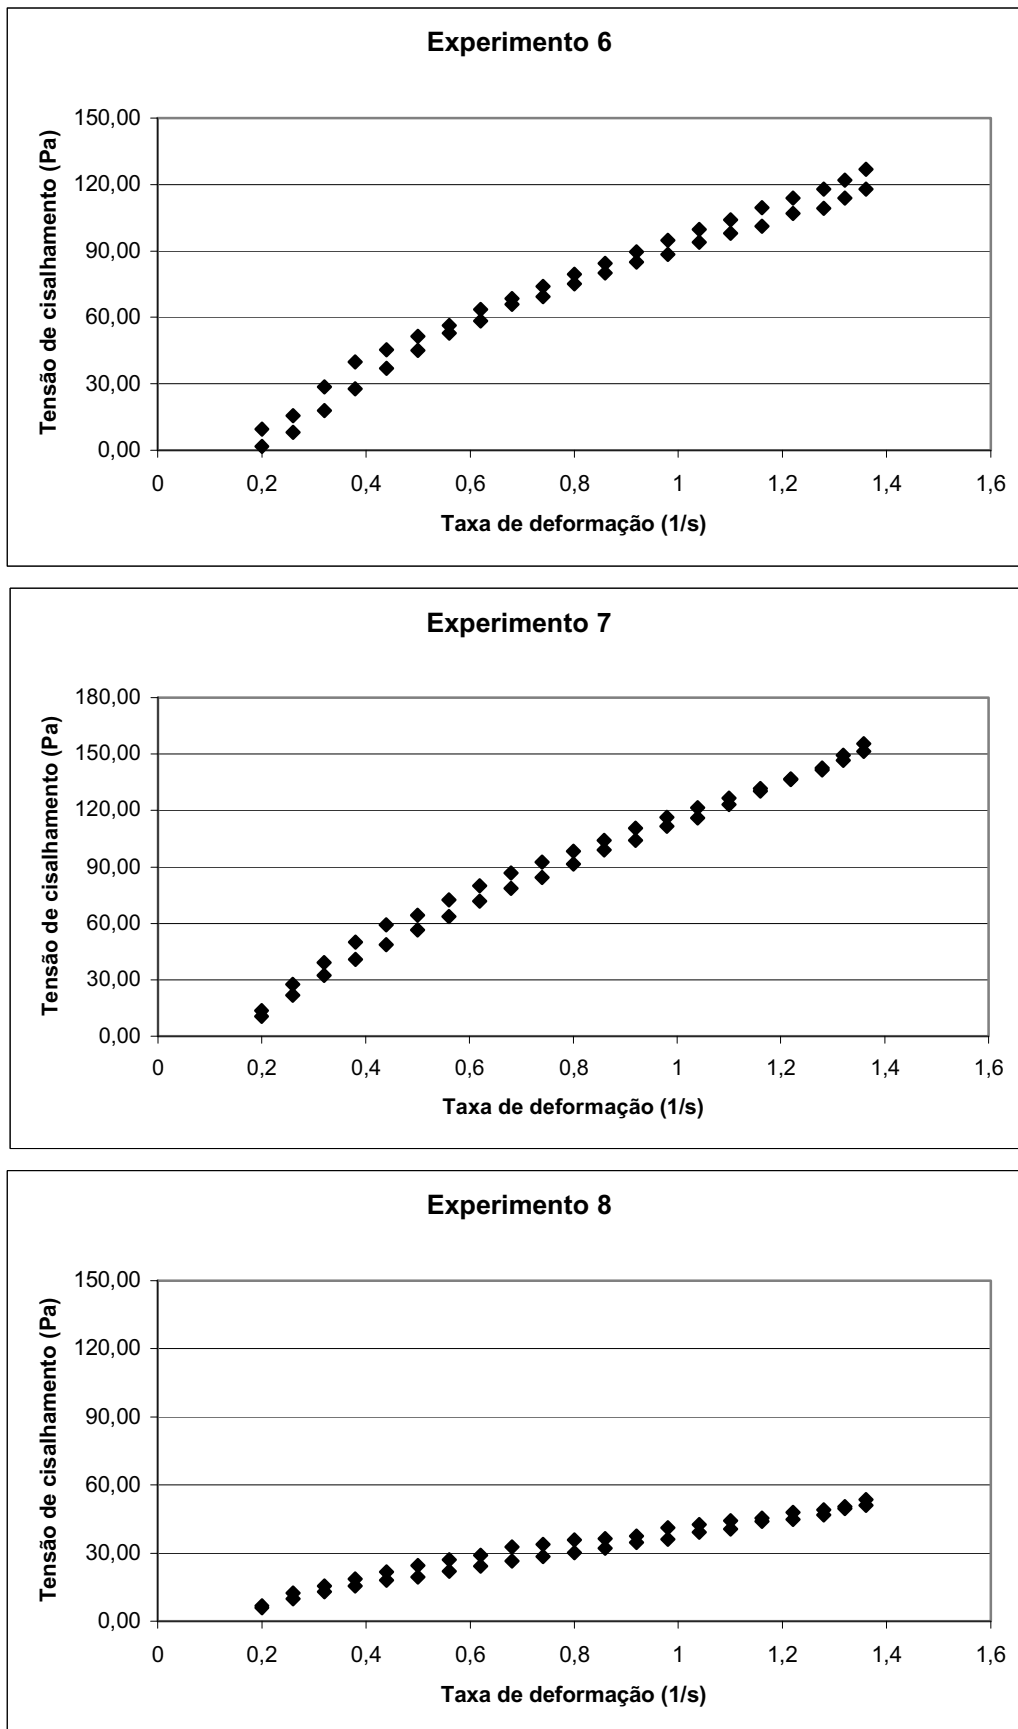 Experimento 6
Tensão de cisalhamento (Pa)
150,00
120,00
90,00
60,00
30,00
0,00
0 0,2 0,4 0,6 0,8 1 1,2 1,4 1,6
Taxa de deformação (1/s)
Experimento 7
Tensão de cisalhamento (Pa)
180,00
150,00
120,00
90,00
60,00
30,00
0,00
0 0,2 0,4 0,6 0,8 1 1,2 1,4 1,6
Taxa de deformação (1/s)
Experimento 8
Tensão de cisalhamento (Pa)
150,00
120,00
90,00
60,00
30,00
0,00
0 0,2 0,4 0,6 0,8 1 1,2 1,4 1,6
Taxa de deformação (1/s)